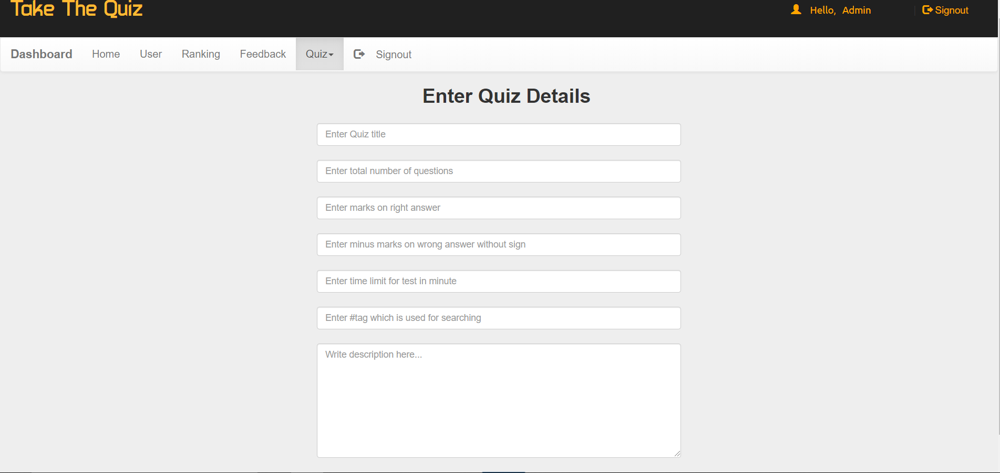 Take The Quiz
Hello, Admin
Signout
Dashboard Home User Ranking Feedback Quiz Signout
Enter Quiz Details
Enter Quiz title
Enter total number of questions
Enter marks on right answer
Enter minus marks on wrong answer without sign
Enter time limit for test in minute
Enter #tag which is used for searching
Write description here...